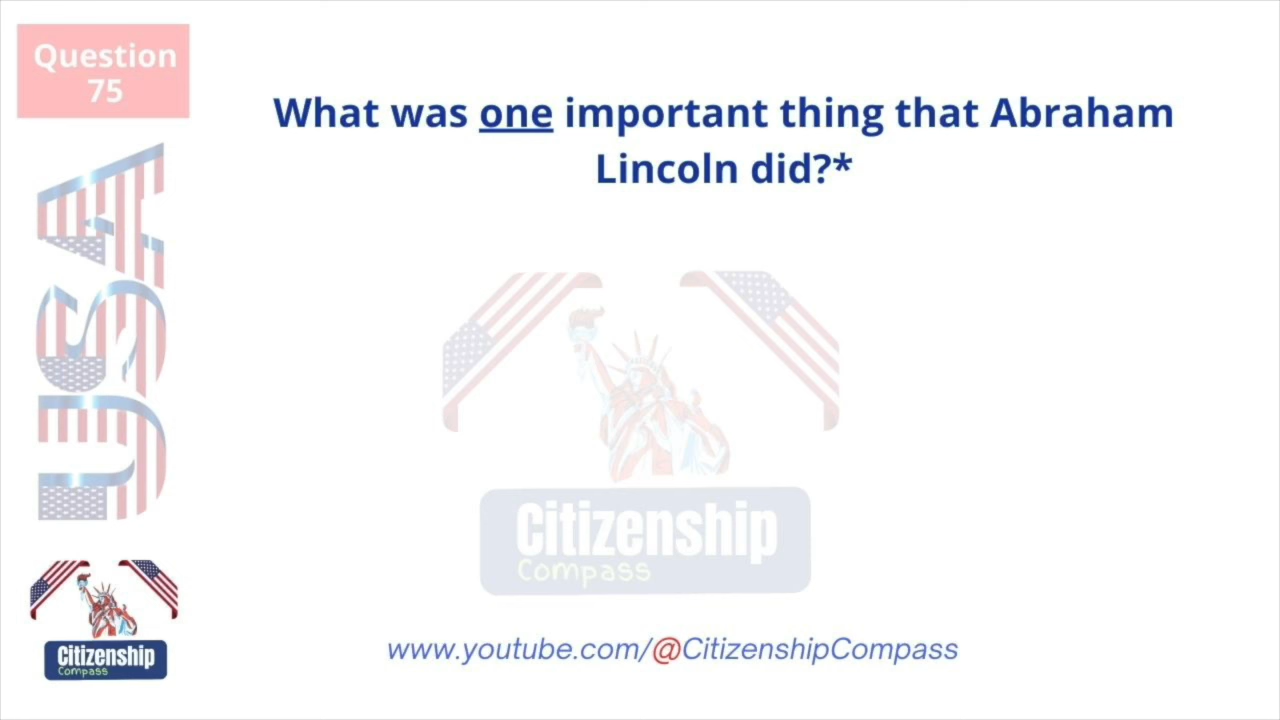 Question
75
What was one important thing that Abraham
Lincoln did?*
USA
Citizenship
Compass
Citizenship
Compass
www.youtube.com/@CitizenshipCompass